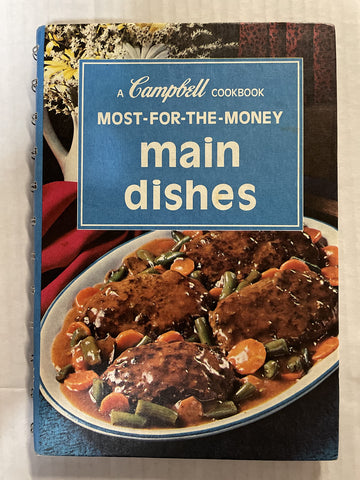 A Campbell COOKBOOK
MOST-FOR-THE-MONEY
main
dishes